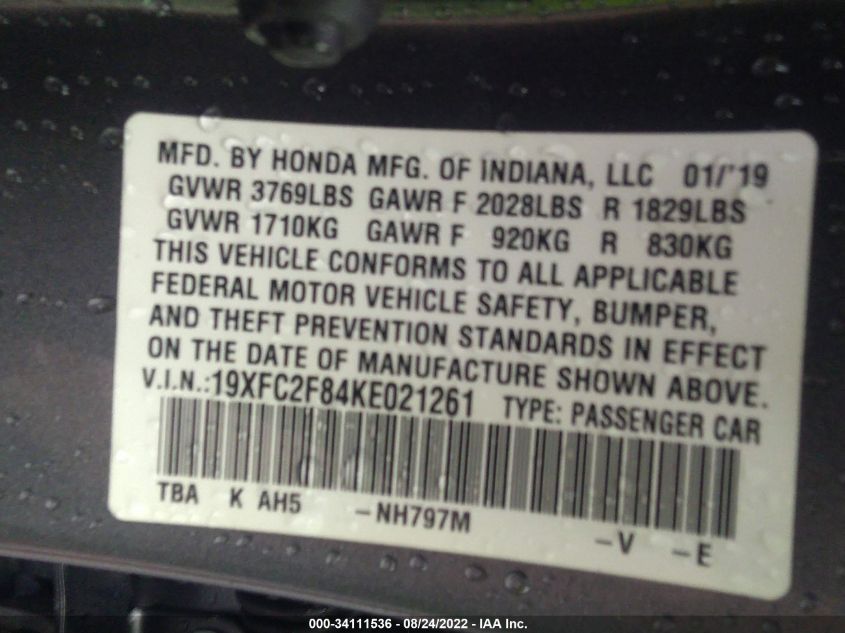 MFD. BY HONDA MFG. OF INDIANA, LLC 01/'19
GVWR 3769LBS GAWR F 2028LBS R 1829LBS
GVWR 1710KG GAWR F 920KG R 830KG
THIS VEHICLE CONFORMS TO ALL APPLICABLE
FEDERAL MOTOR VEHICLE SAFETY, BUMPER,
AND THEFT PREVENTION STANDARDS IN EFFECT
ON THE DATE OF MANUFACTURE SHOWN ABOVE.
V.I.N.:19XFC2F84KE021261 TYPE: PASSENGER CAR
TBA K AH5 -NH797M -V -E
000-34111536 - 08/24/2022 - IAA Inc.